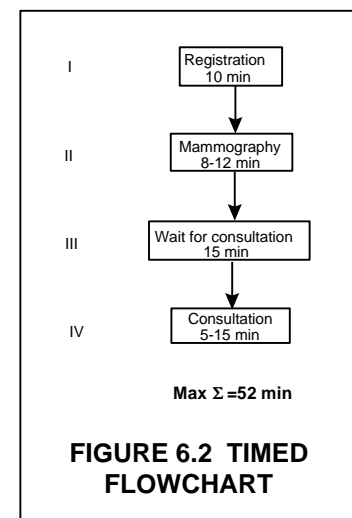 I
Registration
10 min
II
Mammography
8-12 min
III
Wait for consultation
15 min
IV
Consultation
5-15 min
Max Σ =52 min
FIGURE 6.2 TIMED
FLOWCHART